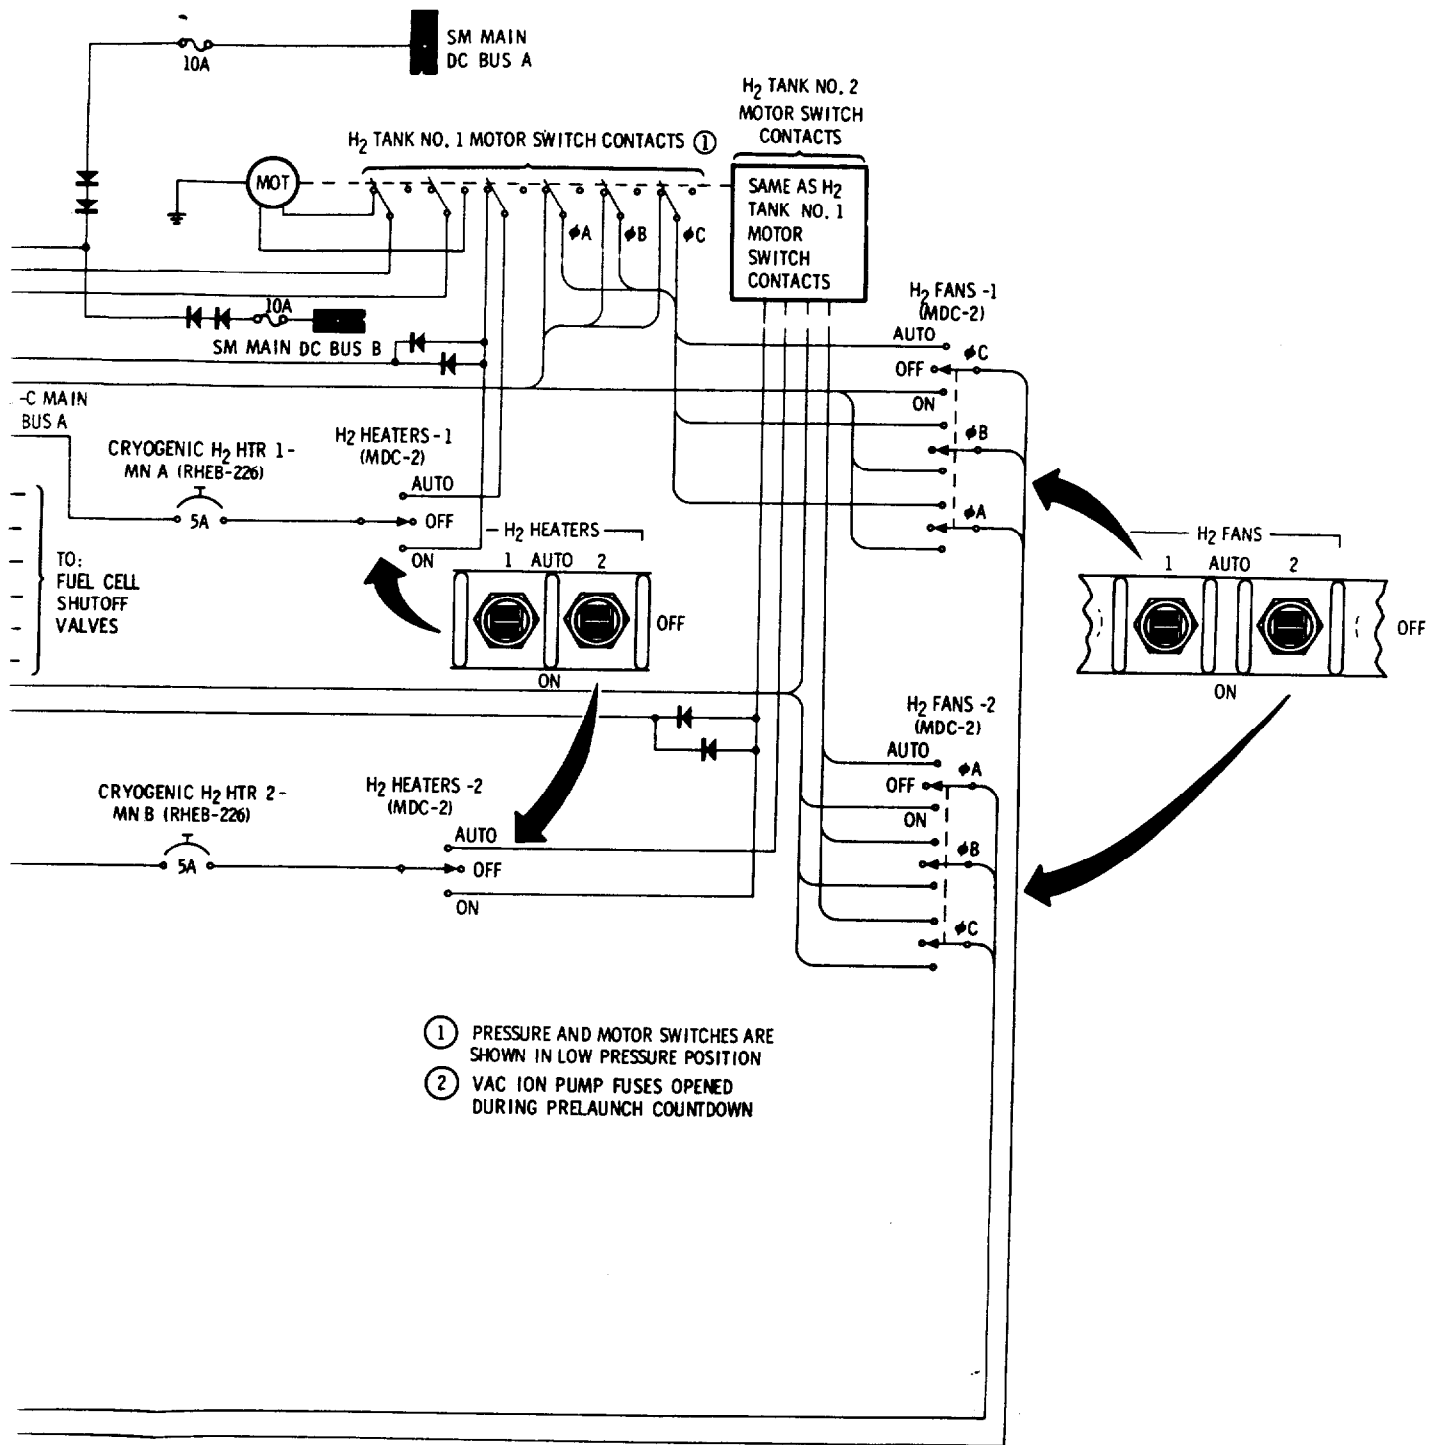 SM MAIN
DC BUS A
10A
H₂ TANK NO. 2
MOTOR SWITCH
CONTACTS
H₂ TANK NO. 1 MOTOR SWITCH CONTACTS ①
MOT
SAME AS H₂
TANK NO. 1
MOTOR
SWITCH
CONTACTS
φA
φB
φC
10A
SM MAIN DC BUS B
H₂ FANS -1
(MDC-2)
AUTO
φC
OFF
ON
φB
φA
-C MAIN
BUS A
CRYOGENIC H₂ HTR 1-
MN A (RHEB-226)
5A
H₂ HEATERS-1
(MDC-2)
AUTO
OFF
ON
TO:
FUEL CELL
SHUTOFF
VALVES
H₂ HEATERS
1 AUTO 2
OFF
ON
H₂ FANS
1 AUTO 2
OFF
ON
H₂ FANS -2
(MDC-2)
AUTO
φA
OFF
ON
φB
φC
CRYOGENIC H₂ HTR 2-
MN B (RHEB-226)
5A
H₂ HEATERS -2
(MDC-2)
AUTO
OFF
ON
① PRESSURE AND MOTOR SWITCHES ARE
SHOWN IN LOW PRESSURE POSITION
② VAC ION PUMP FUSES OPENED
DURING PRELAUNCH COUNTDOWN